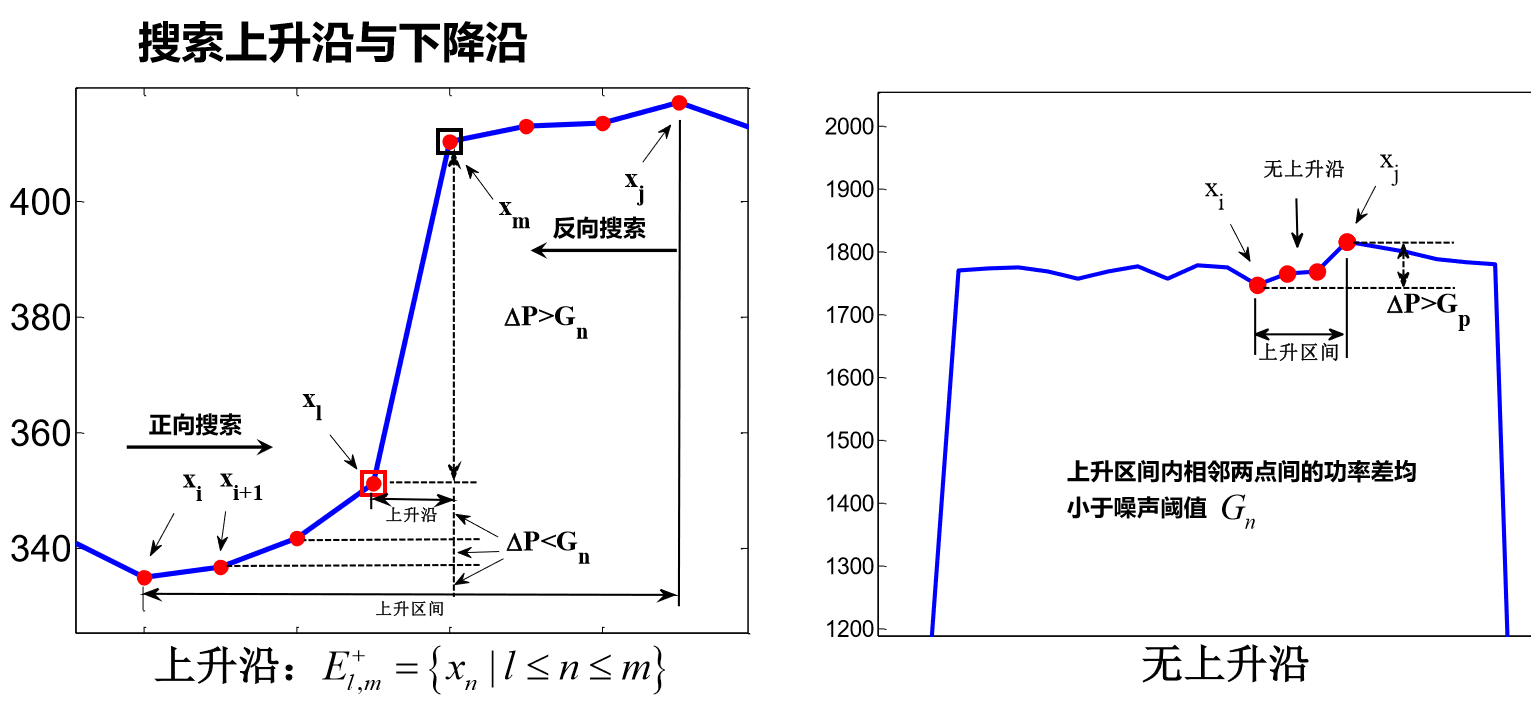 搜索上升沿与下降沿
400
380
360
340
x_m
x_j
反向搜索
ΔP>G_n
x_l
正向搜索
x_i
x_{i+1}
上升沿
ΔP<G_n
上升区间
上升沿：E^+_{l,m} = {x_n | l ≤ n ≤ m}
2000
1900
1800
1700
1600
1500
1400
1300
1200
x_i
无上升沿
x_j
ΔP>G_p
上升区间
上升区间内相邻两点间的功率差均
小于噪声阈值 G_n
无上升沿